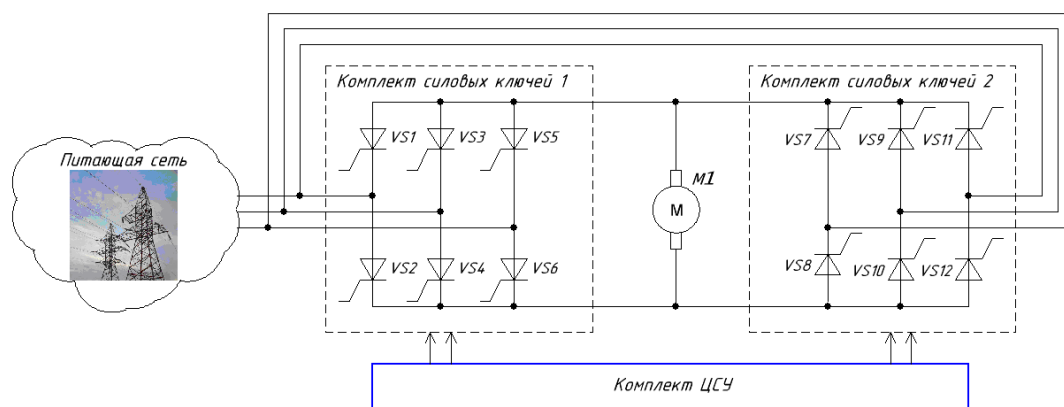 Комплект силовых ключей 1
Комплект силовых ключей 2
VS1
VS3
VS5
VS7
VS9
VS11
Питающая сеть
М1
М
VS2
VS4
VS6
VS8
VS10
VS12
Комплект ЦСУ